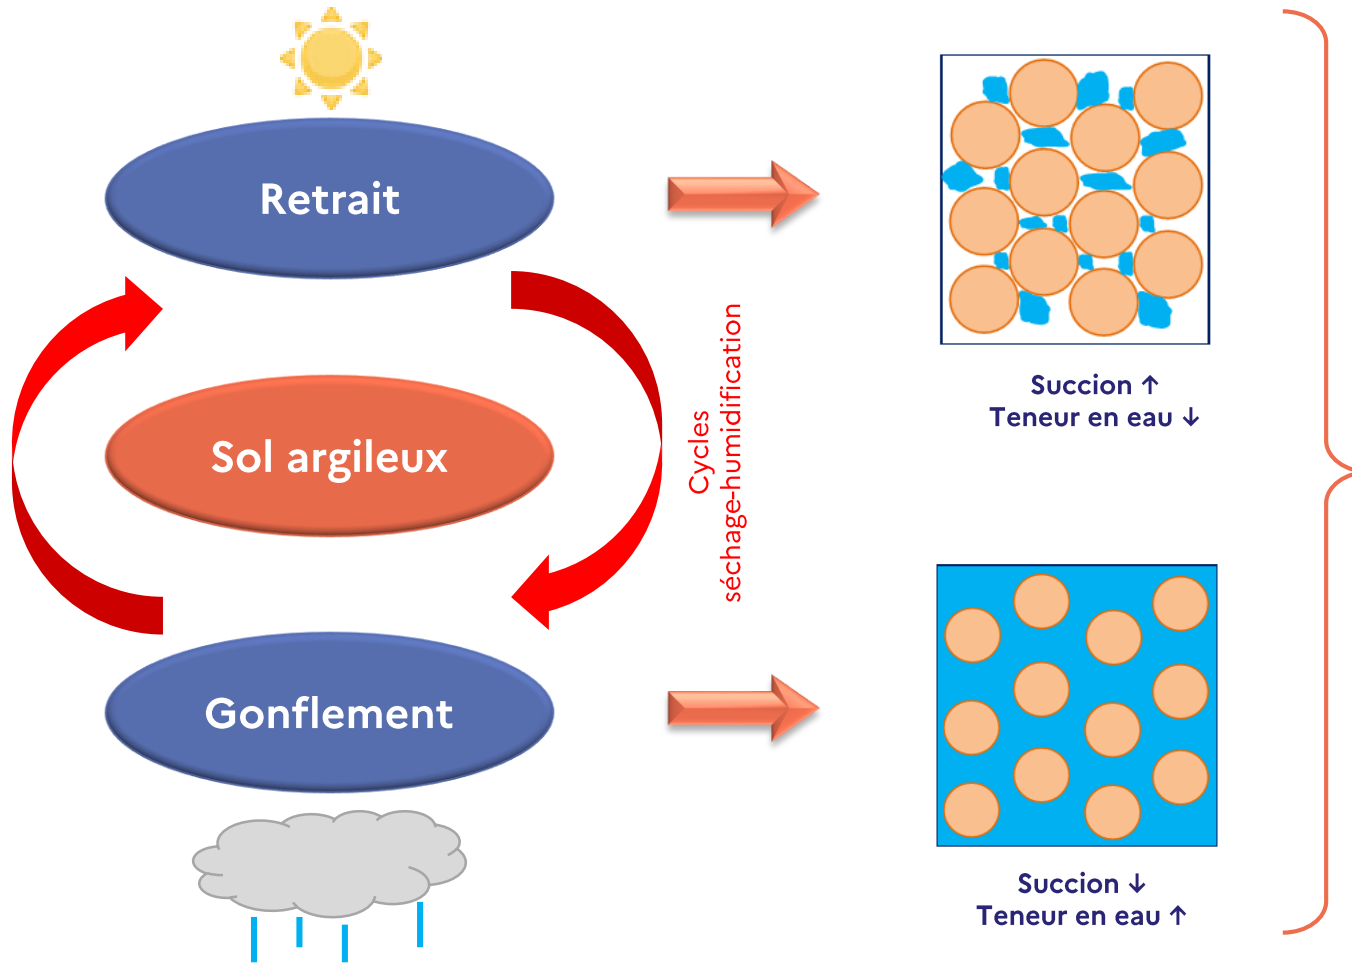 Retrait
Succion ↑
Teneur en eau ↓
Cycles
séchage-humidification
Sol argileux
Gonflement
Succion ↓
Teneur en eau ↑